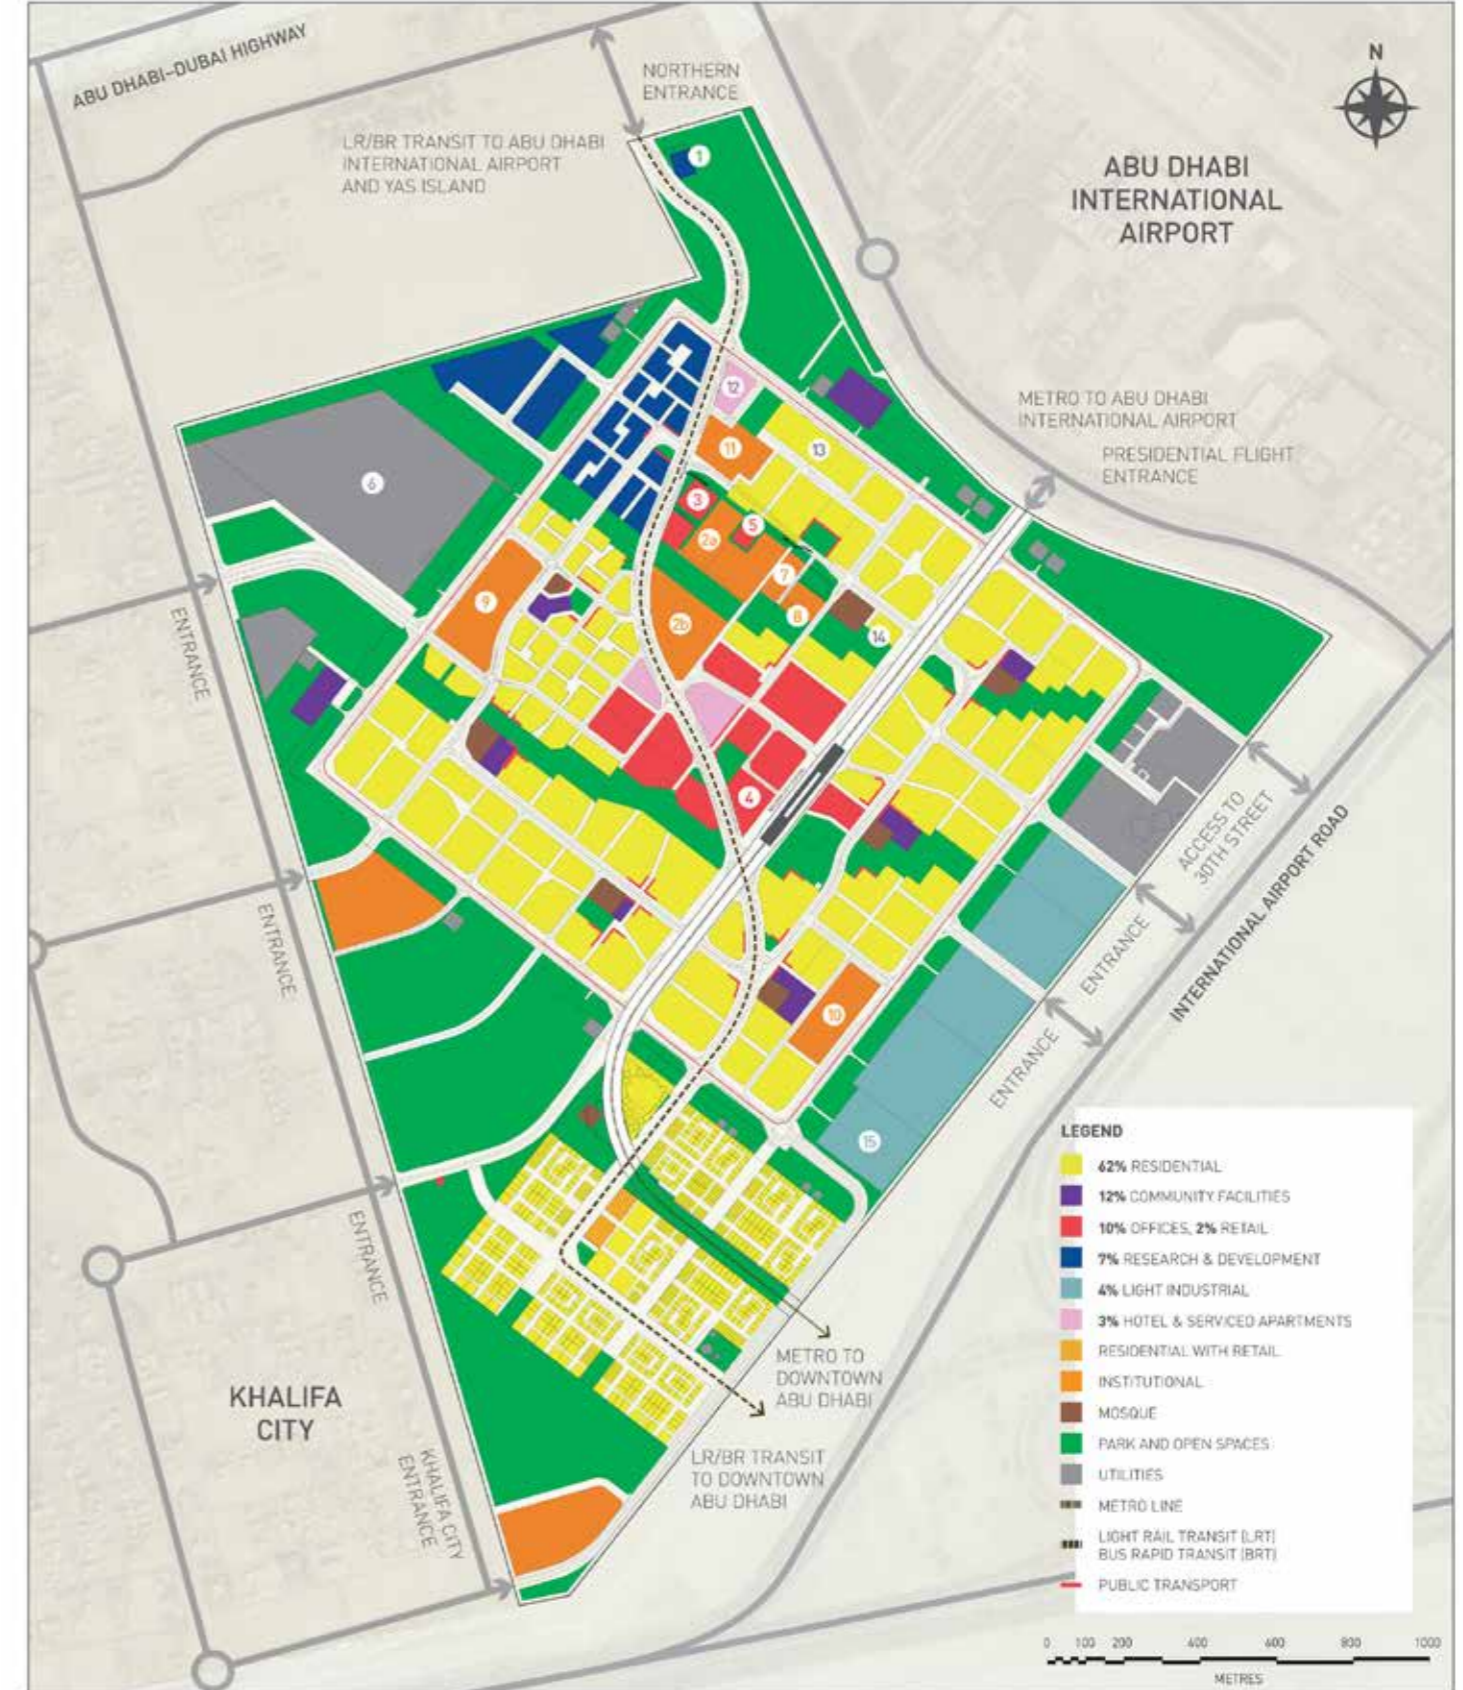 ABU DHABI–DUBAI HIGHWAY
NORTHERN
ENTRANCE
N
LR/BR TRANSIT TO ABU DHABI
INTERNATIONAL AIRPORT
AND YAS ISLAND
ABU DHABI
INTERNATIONAL
AIRPORT
1
METRO TO ABU DHABI
INTERNATIONAL AIRPORT
PRESIDENTIAL FLIGHT
ENTRANCE
12
11
13
6
3
5
2a
7
9
8
2b
14
4
10
15
ENTRANCE
ENTRANCE
ENTRANCE
KHALIFA CITY
ENTRANCE
ACCESS TO
30TH STREET
ENTRANCE
ENTRANCE
INTERNATIONAL AIRPORT ROAD
METRO TO
DOWNTOWN
ABU DHABI
LR/BR TRANSIT
TO DOWNTOWN
ABU DHABI
KHALIFA
CITY
LEGEND
62% RESIDENTIAL
12% COMMUNITY FACILITIES
10% OFFICES, 2% RETAIL
7% RESEARCH & DEVELOPMENT
4% LIGHT INDUSTRIAL
3% HOTEL & SERVICED APARTMENTS
RESIDENTIAL WITH RETAIL
INSTITUTIONAL
MOSQUE
PARK AND OPEN SPACES
UTILITIES
METRO LINE
LIGHT RAIL TRANSIT (LRT)
BUS RAPID TRANSIT (BRT)
PUBLIC TRANSPORT
0 100 200 400 600 800 1000
METRES